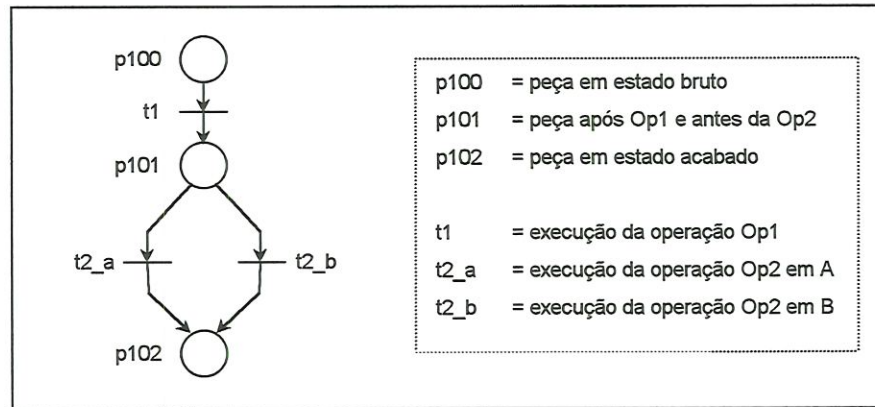 p100
t1
p101
t2_a
t2_b
p102
p100 = peça em estado bruto
p101 = peça após Op1 e antes da Op2
p102 = peça em estado acabado
t1 = execução da operação Op1
t2_a = execução da operação Op2 em A
t2_b = execução da operação Op2 em B